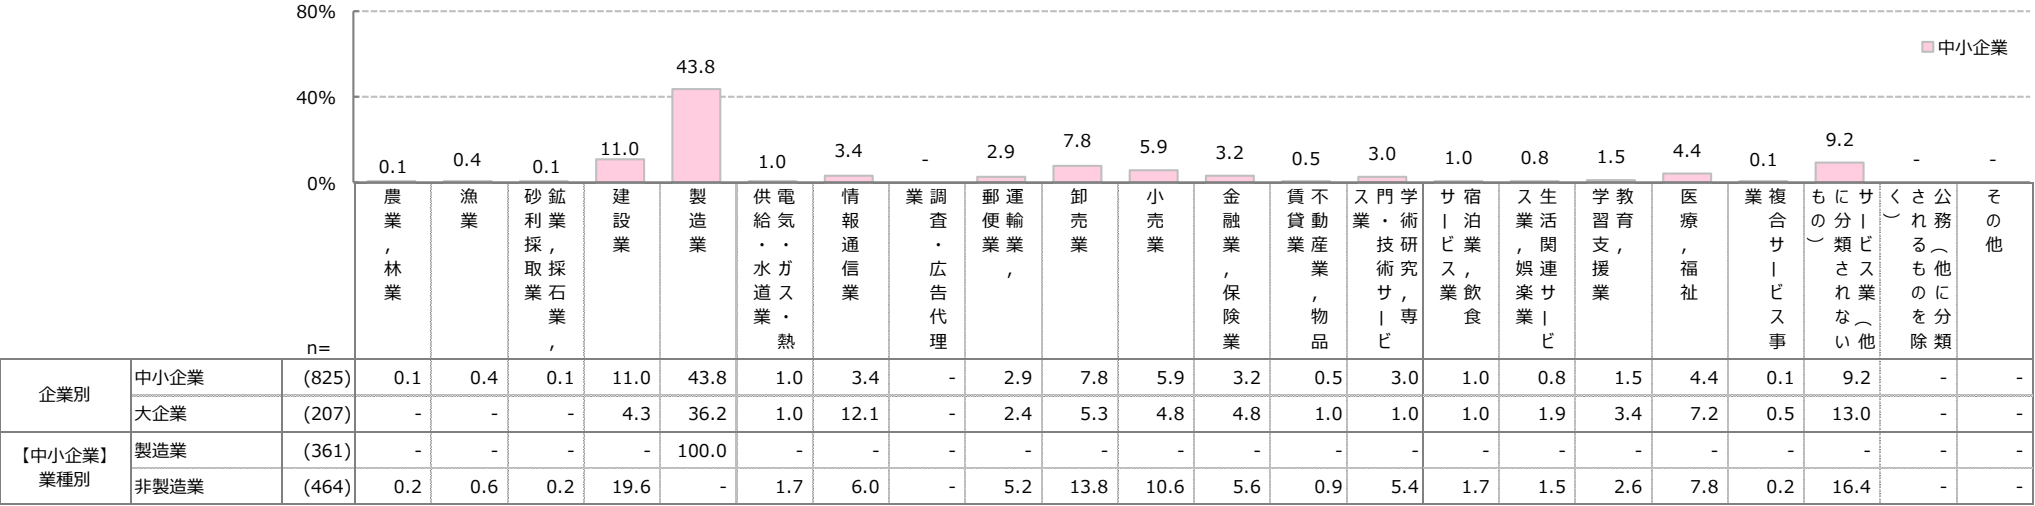 80%
40%
0%
中小企業
0.1
0.4
0.1
11.0
43.8
1.0
3.4
-
2.9
7.8
5.9
3.2
0.5
3.0
1.0
0.8
1.5
4.4
0.1
9.2
-
-
農業,林業
漁業
鉱業,採石業,
砂利採取業
建設業
製造業
電気・ガス・熱
供給・水道業
情報通信業
調査・広告代理
業
運輸業,
郵便業
卸売業
小売業
金融業,保険業
不動産業,物品
賃貸業
学術研究,専
門・技術サービ
ス業
宿泊業,飲食
サービス業
生活関連サービ
ス業,娯楽業
教育,
学習支援業
医療,福祉
複合サービス事
業
サービス業(他
に分類されない
もの)
公務(他に分類
されるものを除
く)
その他
n=
企業別
中小企業 (825) 0.1 0.4 0.1 11.0 43.8 1.0 3.4 - 2.9 7.8 5.9 3.2 0.5 3.0 1.0 0.8 1.5 4.4 0.1 9.2 - -
大企業 (207) - - - 4.3 36.2 1.0 12.1 - 2.4 5.3 4.8 4.8 1.0 1.0 1.0 1.9 3.4 7.2 0.5 13.0 - -
【中小企業】
業種別
製造業 (361) - - - - 100.0 - - - - - - - - - - - - - - - - -
非製造業 (464) 0.2 0.6 0.2 19.6 - 1.7 6.0 - 5.2 13.8 10.6 5.6 0.9 5.4 1.7 1.5 2.6 7.8 0.2 16.4 - -